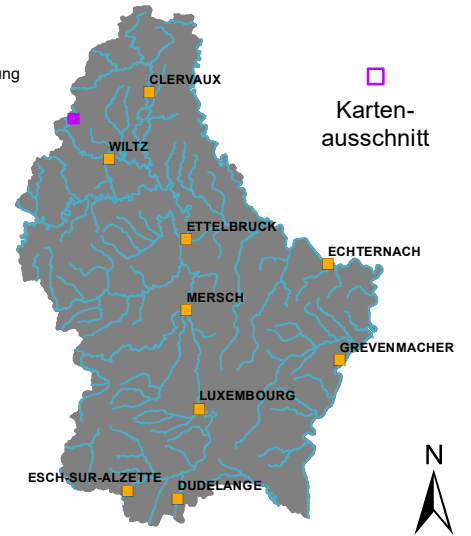 ung
CLERVAUX
Karten-
ausschnitt
WILTZ
ETTELBRUCK
ECHTERNACH
MERSCH
GREVENMACHER
LUXEMBOURG
ESCH-SUR-ALZETTE
DUDELANGE
N